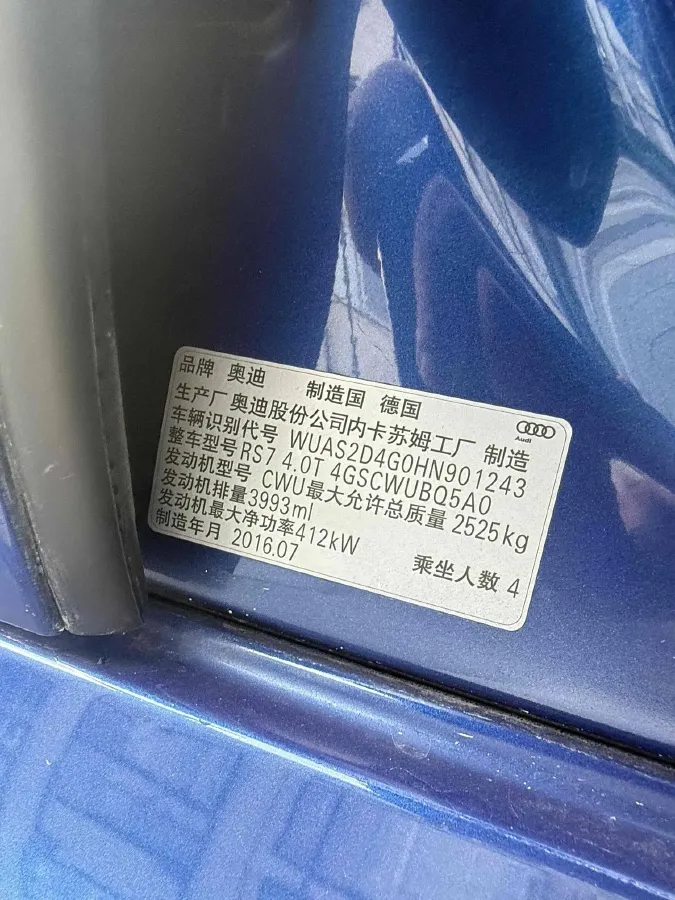 品牌 奥迪 制造国 德国
生产厂 奥迪股份公司内卡苏姆工厂 制造
车辆识别代号 WUAS2D4G0HN901243
整车型号 RS7 4.0T 4GSCWUBQ5A0
发动机型号 CWU 最大允许总质量 2525kg
发动机排量 3993ml
发动机最大净功率 412kW 乘坐人数 4
制造年月 2016.07
Audi